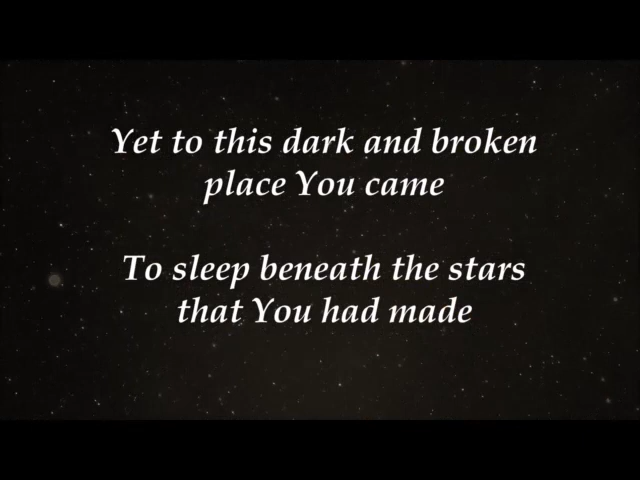 Yet to this dark and broken
place You came
To sleep beneath the stars
that You had made